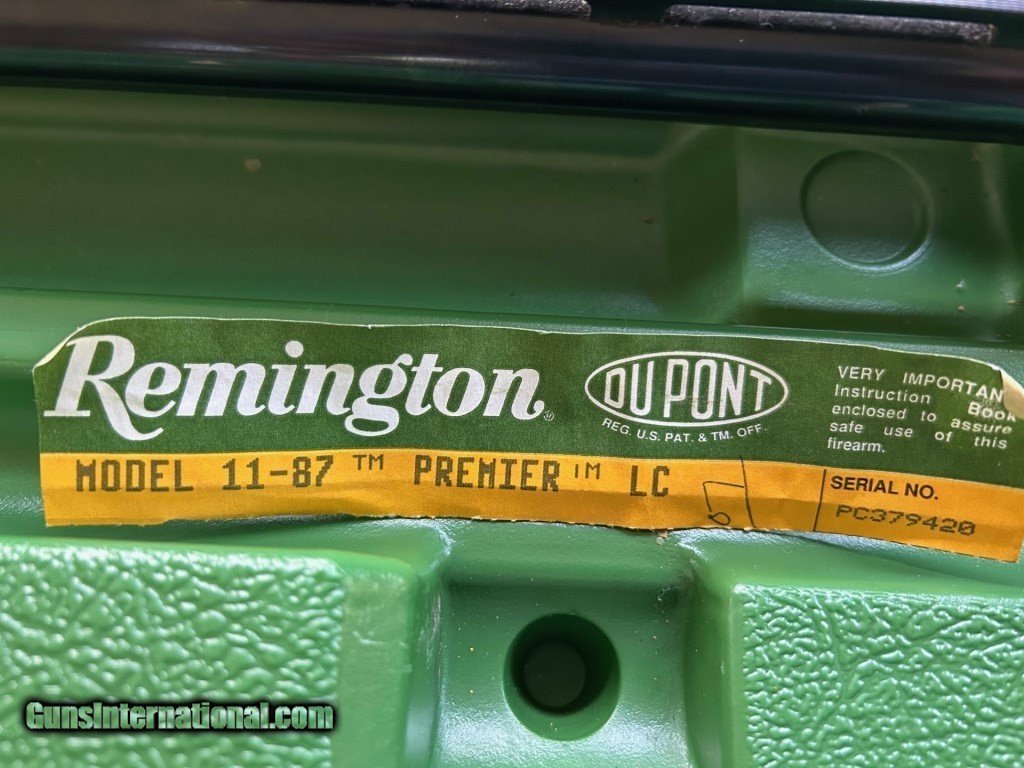 Remington®
DU PONT
REG. U.S. PAT. & TM. OFF.
VERY IMPORTANT
Instruction Book
enclosed to assure
safe use of this
firearm.
MODEL 11-87 ™ PREMIER ™ LC
SERIAL NO.
PC379420
GunsInternational.com